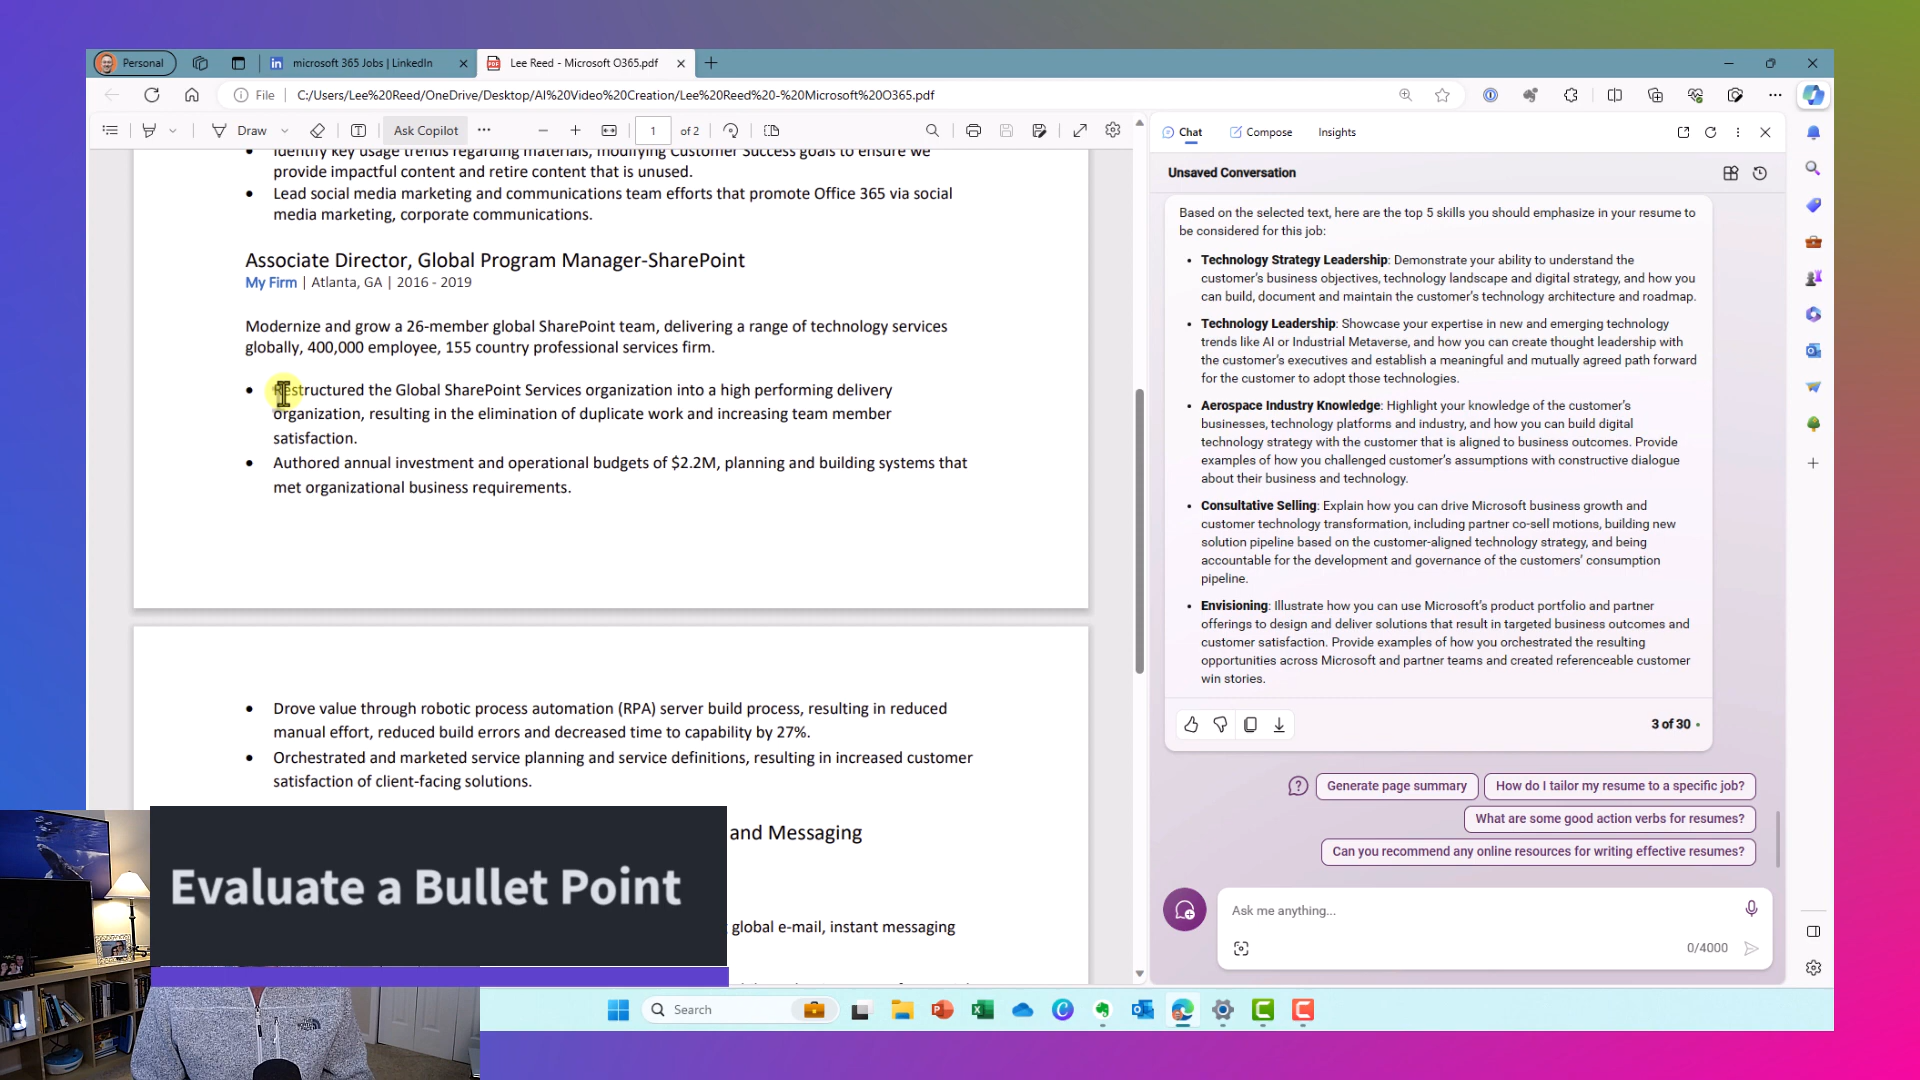 Personal
microsoft 365 Jobs | LinkedIn
Lee Reed - Microsoft O365.pdf
File
C:/Users/Lee%20Reed/OneDrive/Desktop/AI%20Video%20Creation/Lee%20Reed%20-%20Microsoft%20O365.pdf
Draw
Ask Copilot
1
of 2
Identify key usage trends regarding materials, modifying Customer Success goals to ensure we
provide impactful content and retire content that is unused.
Lead social media marketing and communications team efforts that promote Office 365 via social
media marketing, corporate communications.
Associate Director, Global Program Manager-SharePoint
My Firm | Atlanta, GA | 2016 - 2019
Modernize and grow a 26-member global SharePoint team, delivering a range of technology services
globally, 400,000 employee, 155 country professional services firm.
Restructured the Global SharePoint Services organization into a high performing delivery
organization, resulting in the elimination of duplicate work and increasing team member
satisfaction.
Authored annual investment and operational budgets of $2.2M, planning and building systems that
met organizational business requirements.
Drove value through robotic process automation (RPA) server build process, resulting in reduced
manual effort, reduced build errors and decreased time to capability by 27%.
Orchestrated and marketed service planning and service definitions, resulting in increased customer
satisfaction of client-facing solutions.
and Messaging
global e-mail, instant messaging
Evaluate a Bullet Point
Chat
Compose
Insights
Unsaved Conversation
Based on the selected text, here are the top 5 skills you should emphasize in your resume to
be considered for this job:
Technology Strategy Leadership: Demonstrate your ability to understand the
customer's business objectives, technology landscape and digital strategy, and how you
can build, document and maintain the customer's technology architecture and roadmap.
Technology Leadership: Showcase your expertise in new and emerging technology
trends like AI or Industrial Metaverse, and how you can create thought leadership with
the customer's executives and establish a meaningful and mutually agreed path forward
for the customer to adopt those technologies.
Aerospace Industry Knowledge: Highlight your knowledge of the customer's
businesses, technology platforms and industry, and how you can build digital
technology strategy with the customer that is aligned to business outcomes. Provide
examples of how you challenged customer's assumptions with constructive dialogue
about their business and technology.
Consultative Selling: Explain how you can drive Microsoft business growth and
customer technology transformation, including partner co-sell motions, building new
solution pipeline based on the customer-aligned technology strategy, and being
accountable for the development and governance of the customers' consumption
pipeline.
Envisioning: Illustrate how you can use Microsoft's product portfolio and partner
offerings to design and deliver solutions that result in targeted business outcomes and
customer satisfaction. Provide examples of how you orchestrated the resulting
opportunities across Microsoft and partner teams and created referenceable customer
win stories.
3 of 30
Generate page summary
How do I tailor my resume to a specific job?
What are some good action verbs for resumes?
Can you recommend any online resources for writing effective resumes?
Ask me anything...
0/4000
Search